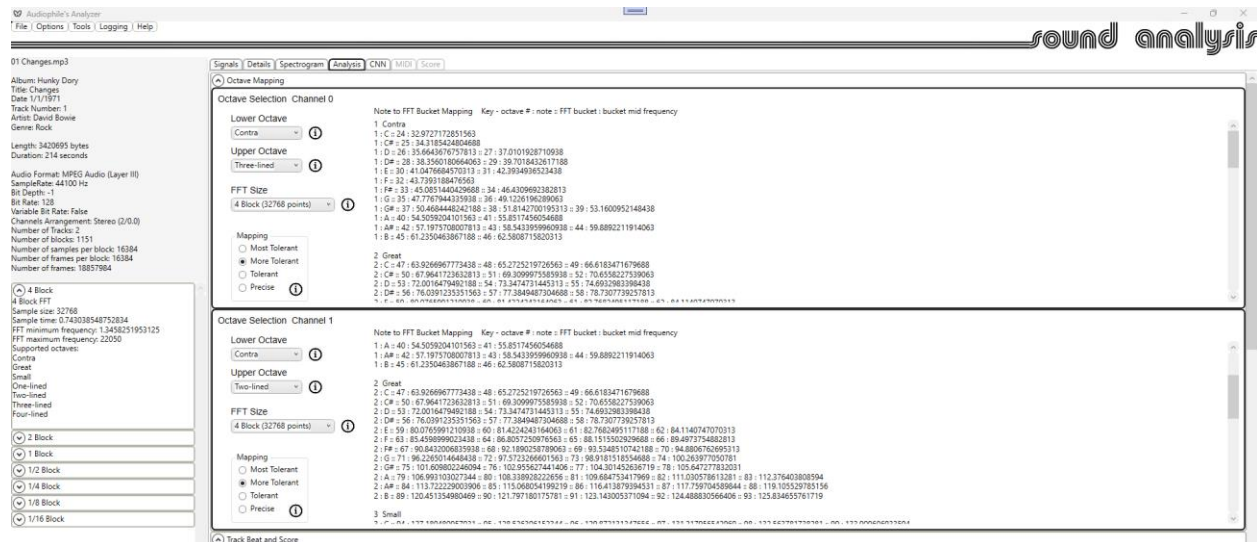 Audiophile's Analyzer
File Options Tools Logging Help
sound analysis
01 Changes.mp3
Album: Hunky Dory
Title: Changes
Date 1/1/1971
Track Number: 1
Artist: David Bowie
Genre: Rock
Length: 3420695 bytes
Duration: 214 seconds
Audio Format: MPEG Audio (Layer III)
SampleRate: 44100 Hz
Bit Depth: -1
Bit Rate: 128
Variable Bit Rate: False
Channels Arrangement: Stereo (2/0.0)
Number of Tracks: 2
Number of blocks: 1151
Number of samples per block: 16384
Number of frames per block: 16384
Number of frames: 18857984
4 Block
4 Block FFT
Sample size: 32768
Sample time: 0.743038548752834
FFT minimum frequency: 1.3458251953125
FFT maximum frequency: 22050
Supported octaves:
Contra
Great
Small
One-lined
Two-lined
Three-lined
Four-lined
2 Block
1 Block
1/2 Block
1/4 Block
1/8 Block
1/16 Block
Signals Details Spectrogram Analysis CNN MIDI Score
Octave Mapping
Octave Selection Channel 0
Lower Octave
Contra
Upper Octave
Three-lined
FFT Size
4 Block (32768 points)
Mapping
Most Tolerant
More Tolerant
Tolerant
Precise
Note to FFT Bucket Mapping Key - octave # : note :: FFT bucket : bucket mid frequency
1 Contra
1 : C :: 24 : 32.9727172851563
1 : C# :: 25 : 34.3185424804688
1 : D :: 26 : 35.6643676757813 :: 27 : 37.0101928710938
1 : D# :: 28 : 38.3560180664063 :: 29 : 39.7018432617188
1 : E :: 30 : 41.0476684570313 :: 31 : 42.3934936523438
1 : F :: 32 : 43.7393188476563
1 : F# :: 33 : 45.0851440429688 :: 34 : 46.4309692382813
1 : G :: 35 : 47.7767944335938 :: 36 : 49.1226196289063
1 : G# :: 37 : 50.4684448242188 :: 38 : 51.8142700195313 :: 39 : 53.1600952148438
1 : A :: 40 : 54.5059204101563 :: 41 : 55.8517456054688
1 : A# :: 42 : 57.1975708007813 :: 43 : 58.5433959960938 :: 44 : 59.8892211914063
1 : B :: 45 : 61.2350463867188 :: 46 : 62.5808715820313
2 Great
2 : C :: 47 : 63.9266967773438 :: 48 : 65.2725219726563 :: 49 : 66.6183471679688
2 : C# :: 50 : 67.9641723632813 :: 51 : 69.3099975585938 :: 52 : 70.6558227539063
2 : D :: 53 : 72.0016479492188 :: 54 : 73.3474731445313 :: 55 : 74.6932983398438
2 : D# :: 56 : 76.0391235351563 :: 57 : 77.3849487304688 :: 58 : 78.7307739257813
Octave Selection Channel 1
Lower Octave
Contra
Upper Octave
Two-lined
FFT Size
4 Block (32768 points)
Mapping
Most Tolerant
More Tolerant
Tolerant
Precise
Note to FFT Bucket Mapping Key - octave # : note :: FFT bucket : bucket mid frequency
1 : A :: 40 : 54.5059204101563 :: 41 : 55.8517456054688
1 : A# :: 42 : 57.1975708007813 :: 43 : 58.5433959960938 :: 44 : 59.8892211914063
1 : B :: 45 : 61.2350463867188 :: 46 : 62.5808715820313
2 Great
2 : C :: 47 : 63.9266967773438 :: 48 : 65.2725219726563 :: 49 : 66.6183471679688
2 : C# :: 50 : 67.9641723632813 :: 51 : 69.3099975585938 :: 52 : 70.6558227539063
2 : D :: 53 : 72.0016479492188 :: 54 : 73.3474731445313 :: 55 : 74.6932983398438
2 : D# :: 56 : 76.0391235351563 :: 57 : 77.3849487304688 :: 58 : 78.7307739257813
2 : E :: 59 : 80.0765991210938 :: 60 : 81.4224243164063 :: 61 : 82.7682495117188 :: 62 : 84.1140747070313
2 : F :: 63 : 85.4598999023438 :: 64 : 86.8057250976563 :: 65 : 88.1515502929688 :: 66 : 89.4973754882813
2 : F# :: 67 : 90.8432006835938 :: 68 : 92.1890258789063 :: 69 : 93.5348510742188 :: 70 : 94.8806762695313
2 : G :: 71 : 96.2265014648438 :: 72 : 97.5723266601563 :: 73 : 98.9181518554688 :: 74 : 100.263977050781
2 : G# :: 75 : 101.609802246094 :: 76 : 102.955627441406 :: 77 : 104.301452636719 :: 78 : 105.647277832031
2 : A :: 79 : 106.993103027344 :: 80 : 108.338928222656 :: 81 : 109.684753417969 :: 82 : 111.030578613281 :: 83 : 112.376403808594
2 : A# :: 84 : 113.722229003906 :: 85 : 115.068054199219 :: 86 : 116.413879394531 :: 87 : 117.759704589844 :: 88 : 119.105529785156
2 : B :: 89 : 120.451354980469 :: 90 : 121.797180175781 :: 91 : 123.143005371094 :: 92 : 124.488830566406 :: 93 : 125.834655761719
3 Small
Track Beat and Score